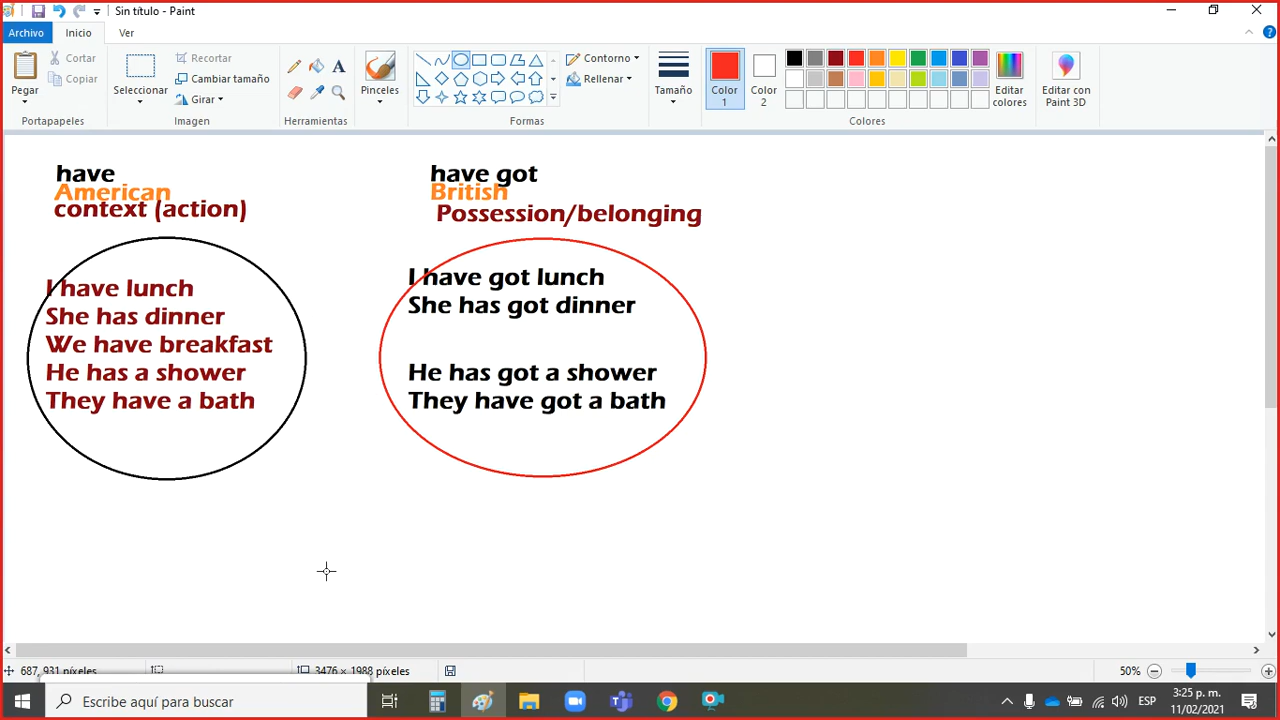 Sin título - Paint
Archivo Inicio Ver
Pegar
Cortar
Copiar
Portapapeles
Seleccionar
Recortar
Cambiar tamaño
Girar
Imagen
A
Pinceles
Herramientas
Contorno
Rellenar
Formas
Tamaño
Color 1
Color 2
Editar colores
Editar con Paint 3D
Colores
have
American
context (action)
I have lunch
She has dinner
We have breakfast
He has a shower
They have a bath
have got
British
Possession/belonging
I have got lunch
She has got dinner
He has got a shower
They have got a bath
687, 931 píxeles
3476 × 1988 píxeles
50%
Escribe aquí para buscar
ESP
3:25 p. m.
11/02/2021